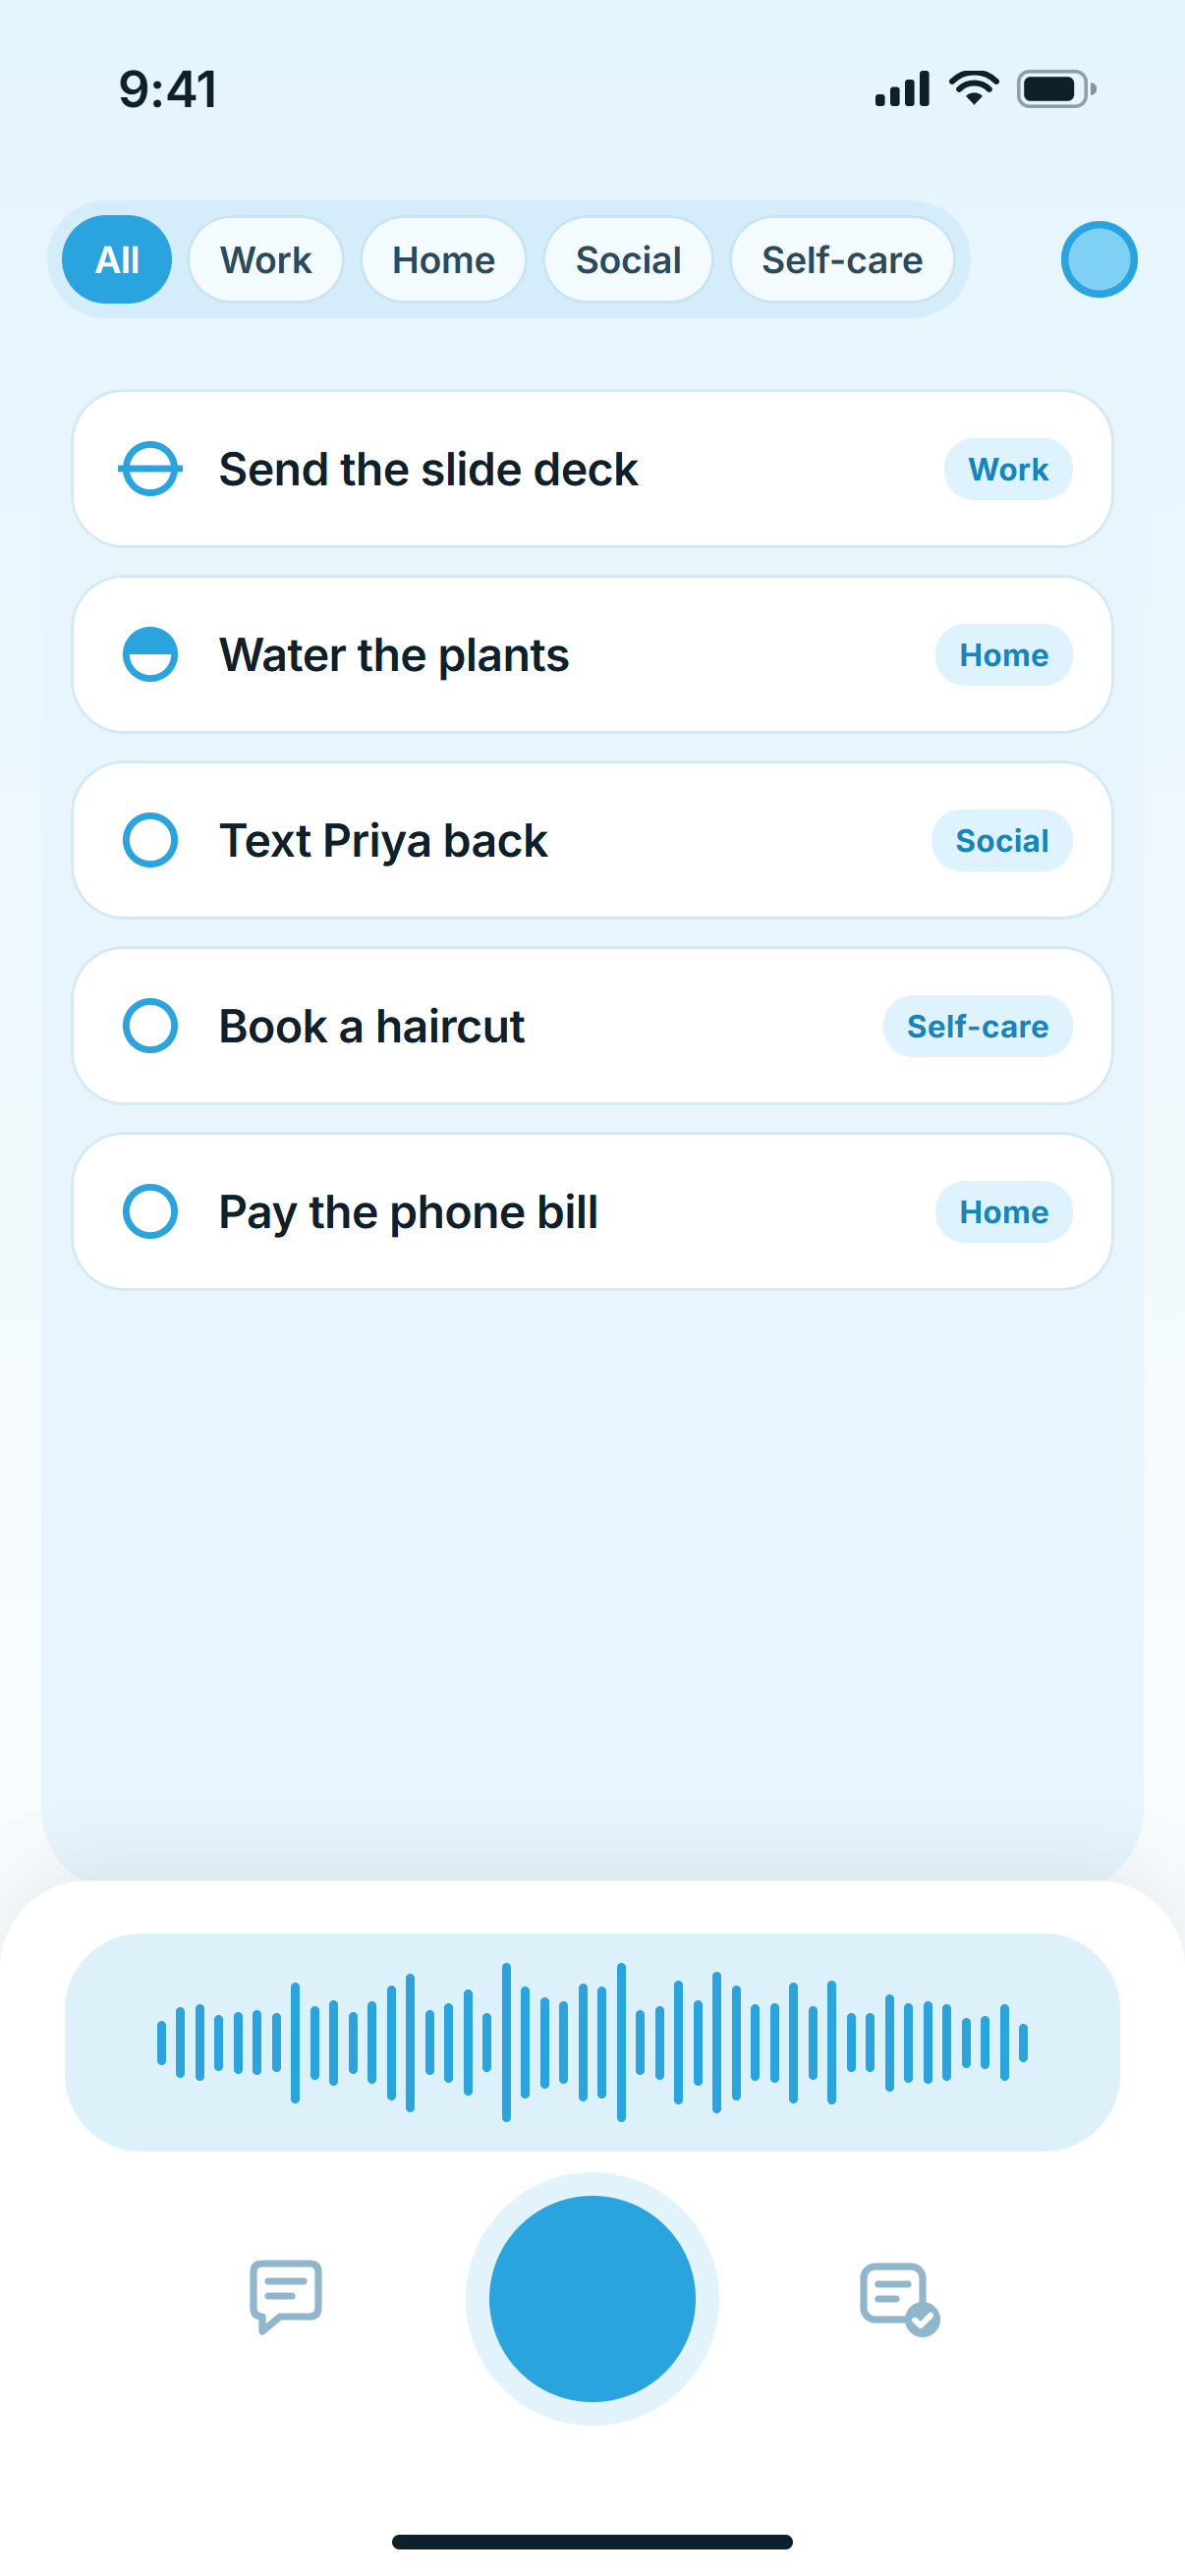 9:41
All Work Home Social Self-care
Send the slide deck Work
Water the plants Home
Text Priya back Social
Book a haircut Self-care
Pay the phone bill Home